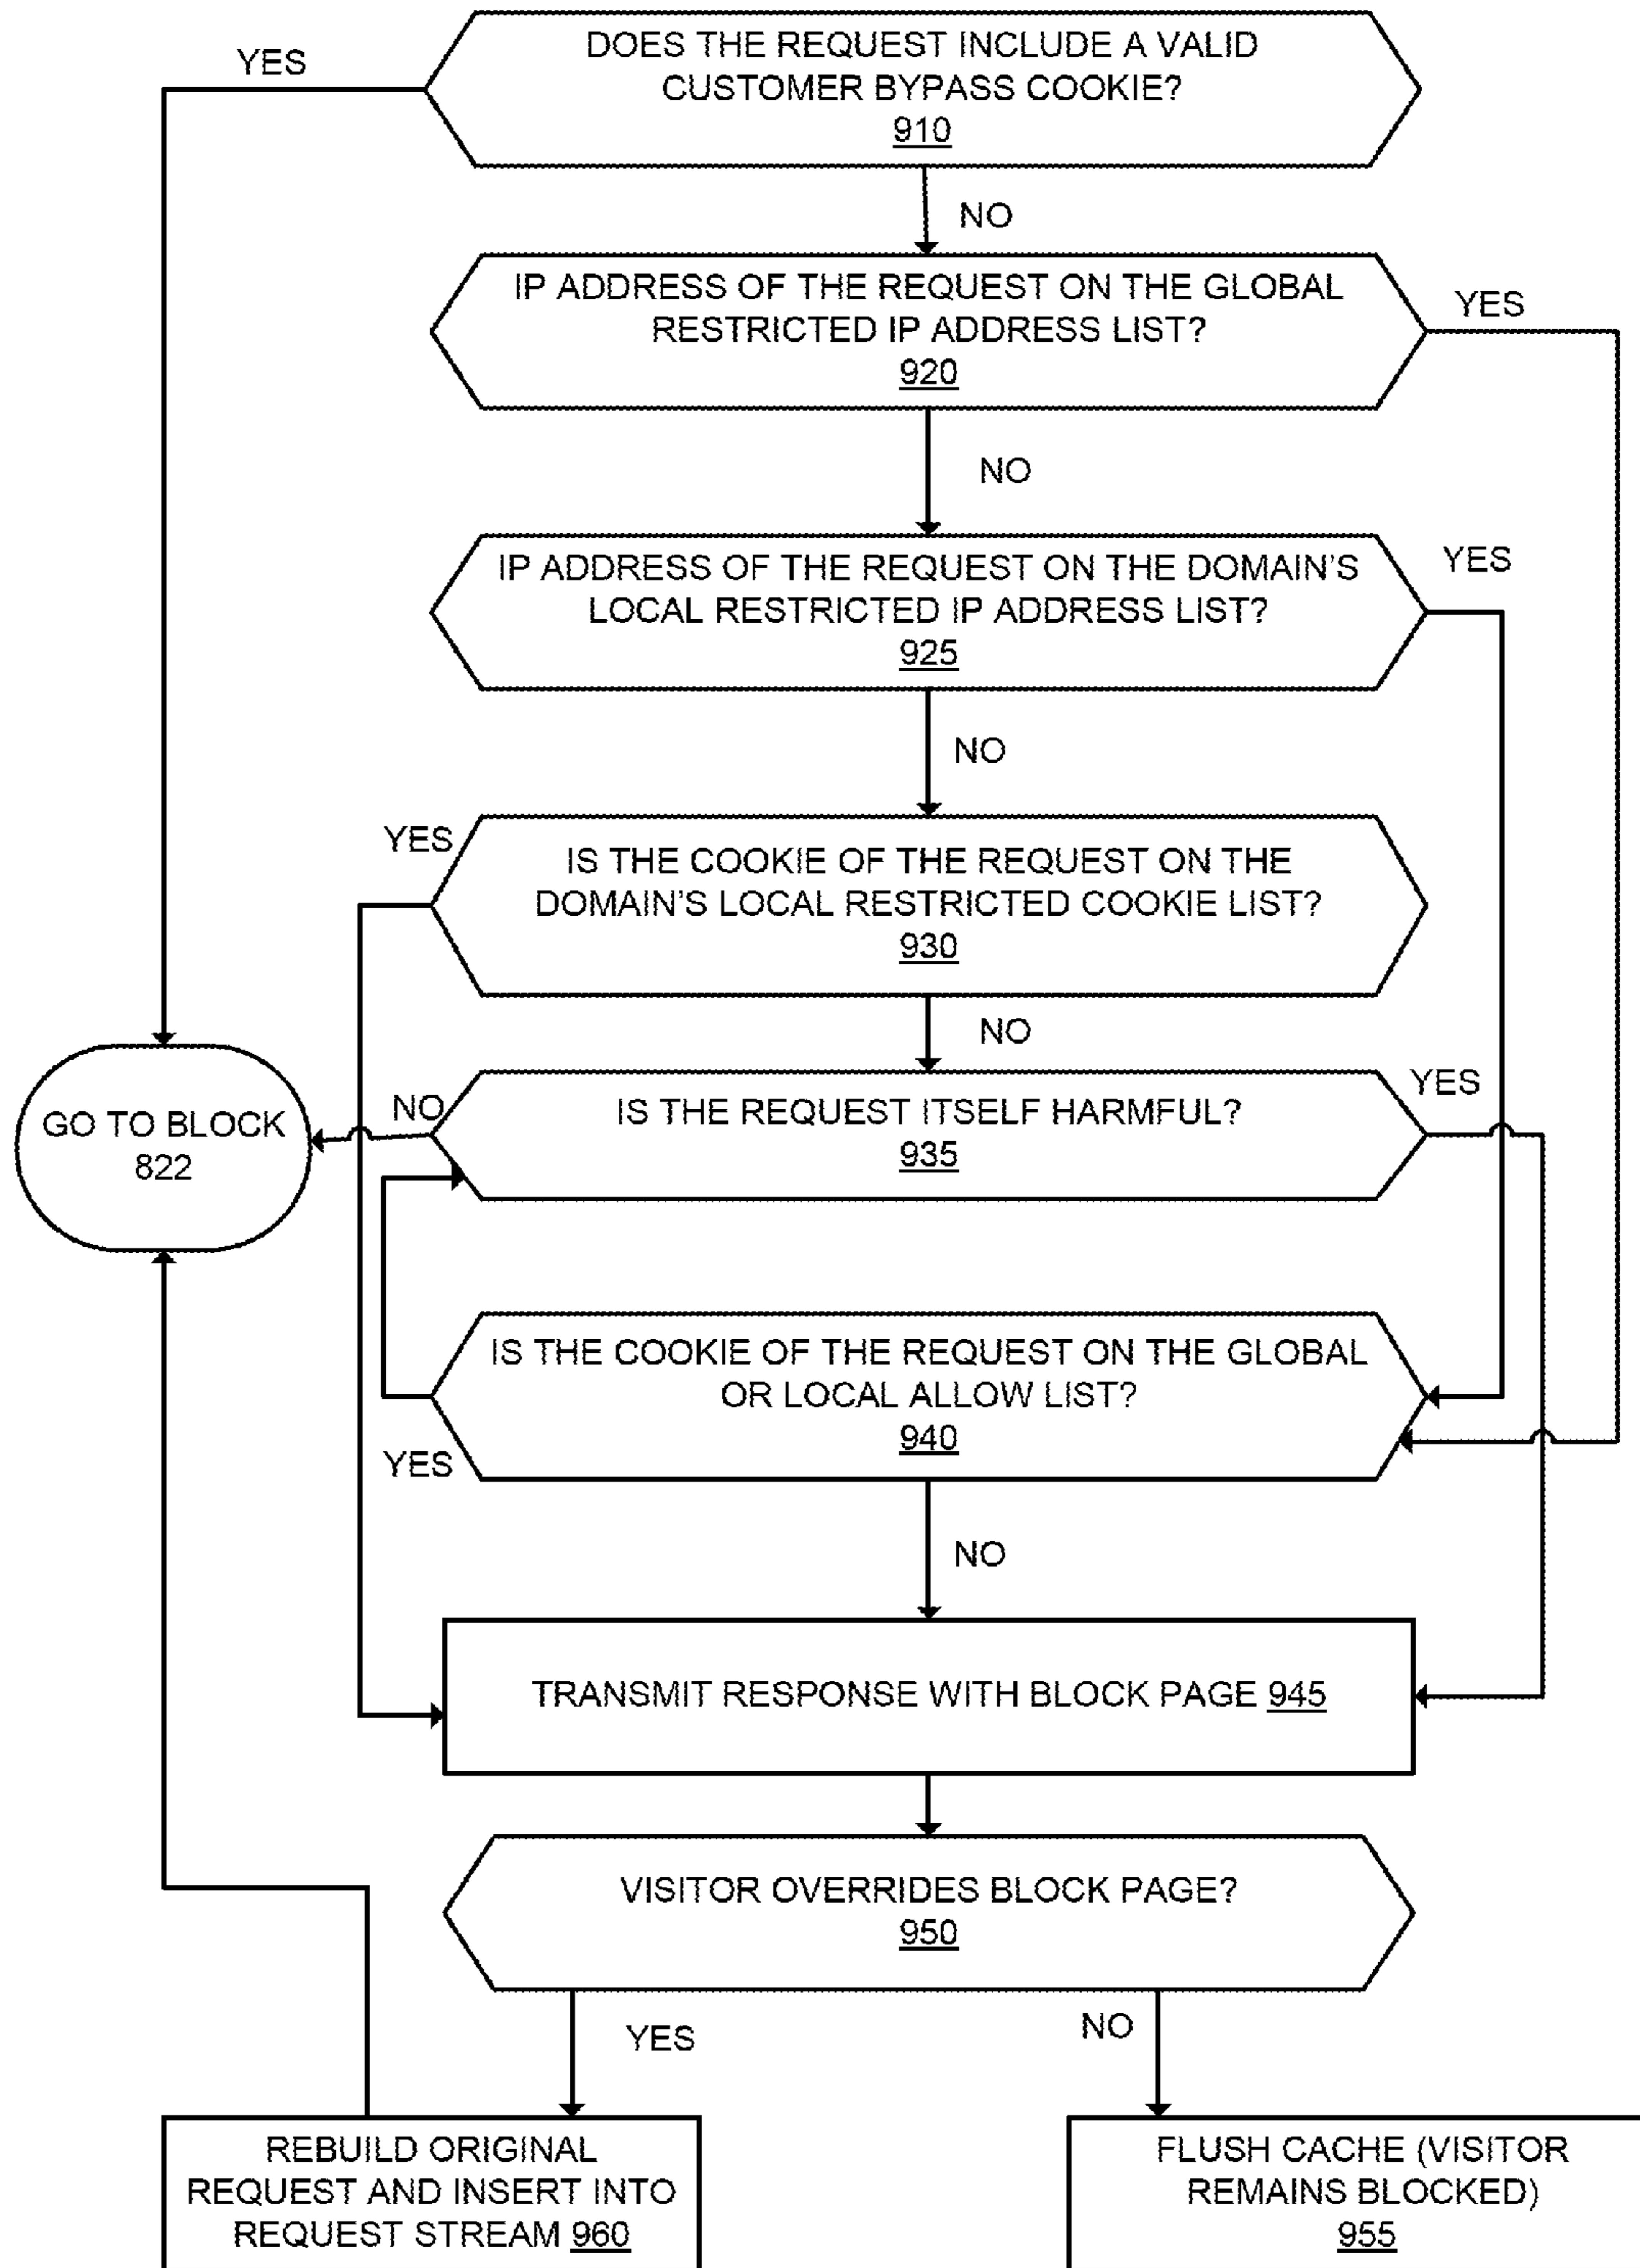 DOES THE REQUEST INCLUDE A VALID
CUSTOMER BYPASS COOKIE?
910
YES
NO
IP ADDRESS OF THE REQUEST ON THE GLOBAL
RESTRICTED IP ADDRESS LIST?
920
YES
NO
IP ADDRESS OF THE REQUEST ON THE DOMAIN'S
LOCAL RESTRICTED IP ADDRESS LIST?
925
YES
NO
YES
IS THE COOKIE OF THE REQUEST ON THE
DOMAIN'S LOCAL RESTRICTED COOKIE LIST?
930
NO
GO TO BLOCK
822
NO
IS THE REQUEST ITSELF HARMFUL?
935
YES
IS THE COOKIE OF THE REQUEST ON THE GLOBAL
OR LOCAL ALLOW LIST?
940
YES
NO
TRANSMIT RESPONSE WITH BLOCK PAGE 945
VISITOR OVERRIDES BLOCK PAGE?
950
YES
NO
REBUILD ORIGINAL
REQUEST AND INSERT INTO
REQUEST STREAM 960
FLUSH CACHE (VISITOR
REMAINS BLOCKED)
955